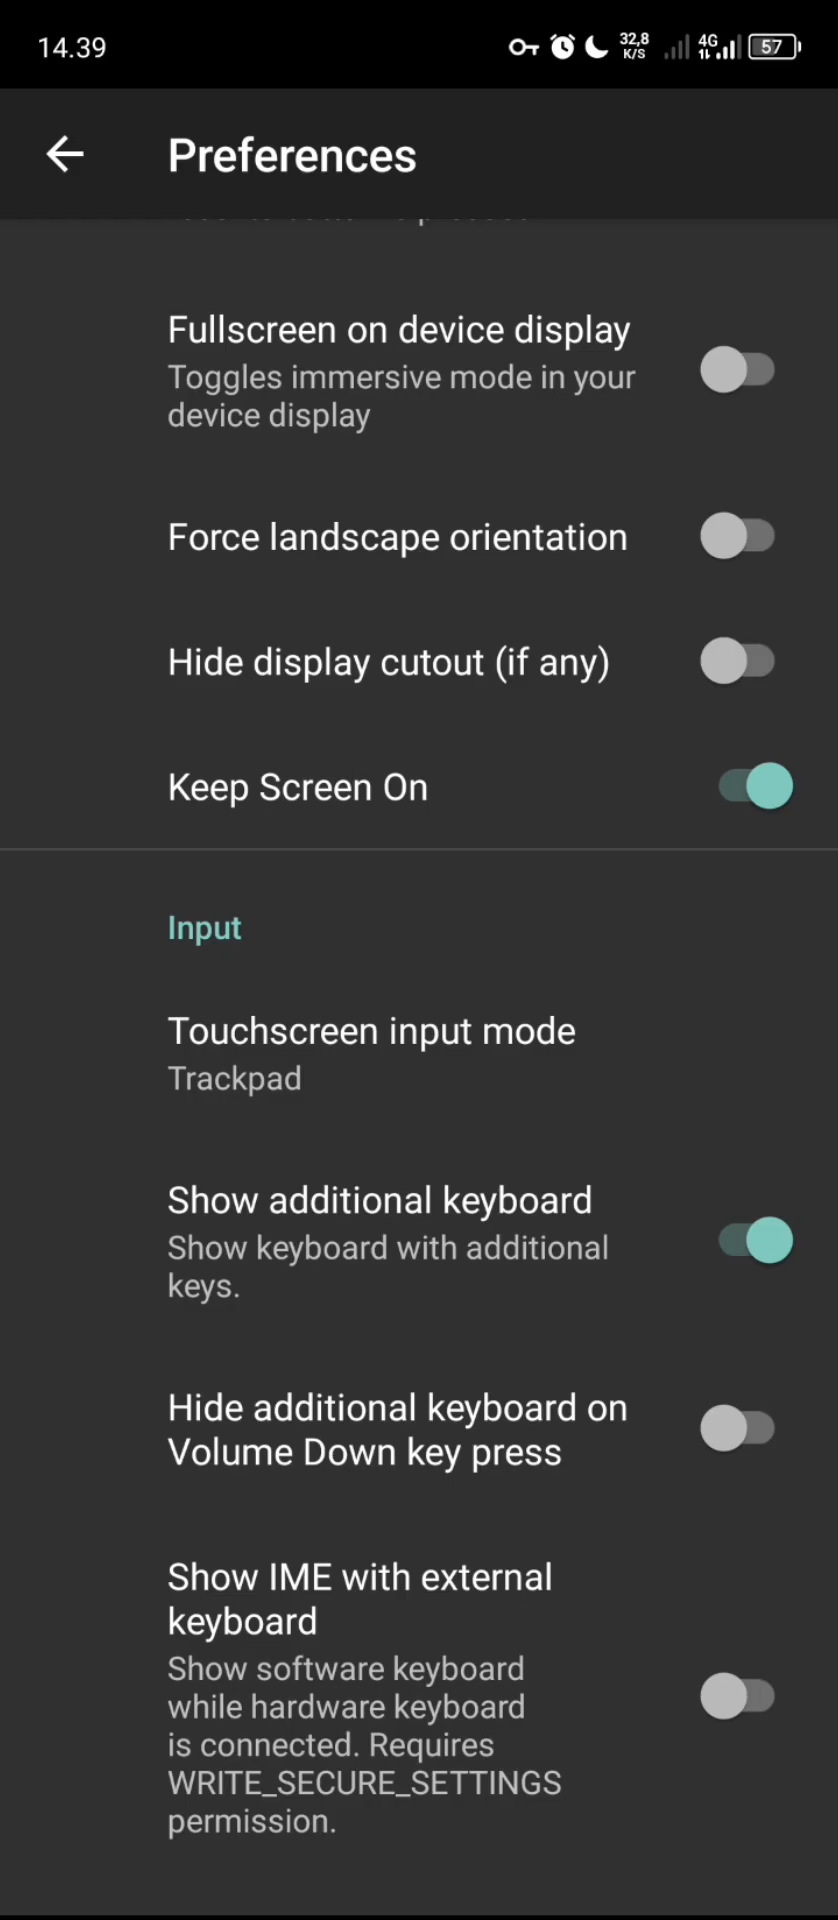 14.39
32,8
K/S
4G
57
Preferences
Fullscreen on device display
Toggles immersive mode in your
device display
Force landscape orientation
Hide display cutout (if any)
Keep Screen On
Input
Touchscreen input mode
Trackpad
Show additional keyboard
Show keyboard with additional
keys.
Hide additional keyboard on
Volume Down key press
Show IME with external
keyboard
Show software keyboard
while hardware keyboard
is connected. Requires
WRITE_SECURE_SETTINGS
permission.